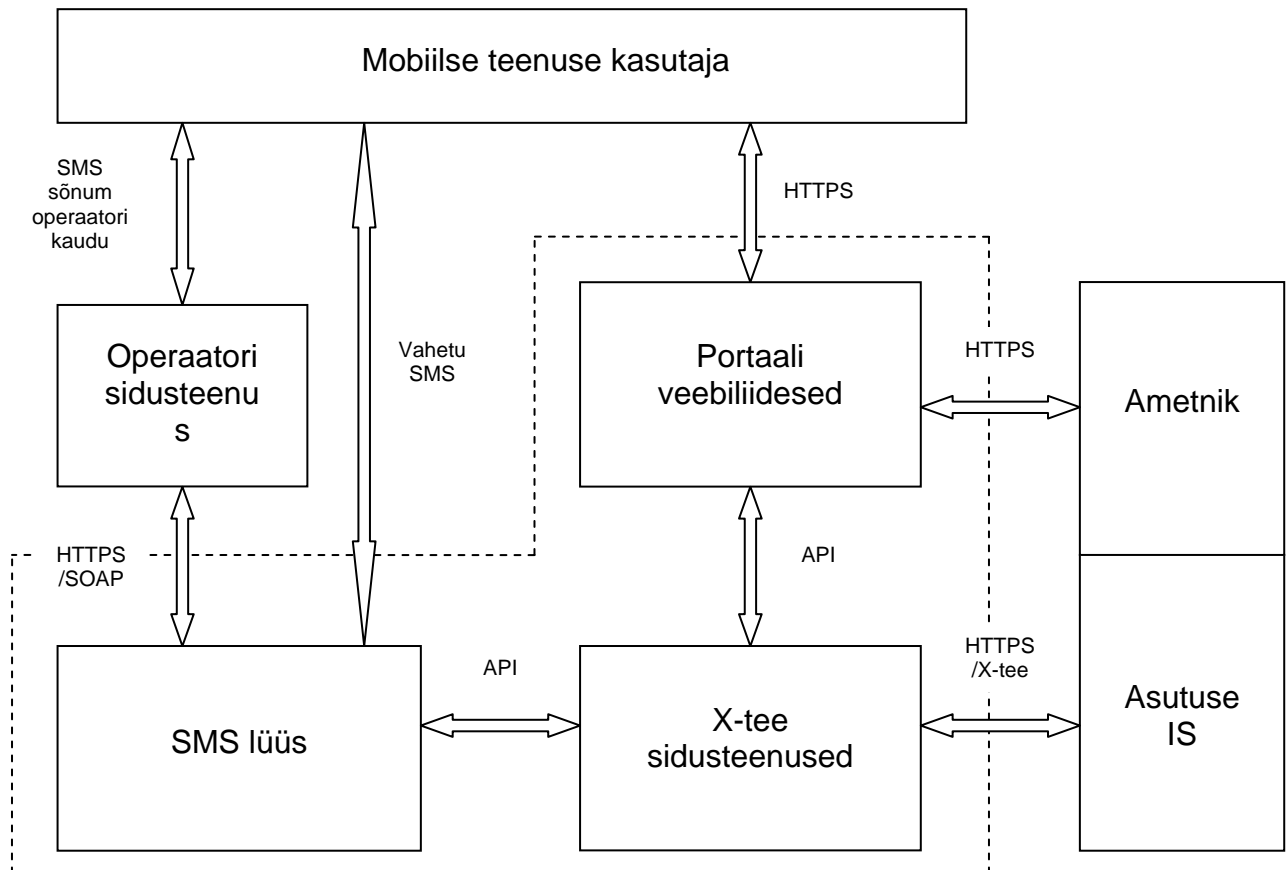 Mobiilse teenuse kasutaja
SMS
sõnum
operaatori
kaudu
HTTPS
Operaatori
sidusteenu
s
Vahetu
SMS
Portaali
veebiliidesed
HTTPS
Ametnik
HTTPS
/SOAP
API
SMS lüüs
API
X-tee
sidusteenused
HTTPS
/X-tee
Asutuse
IS